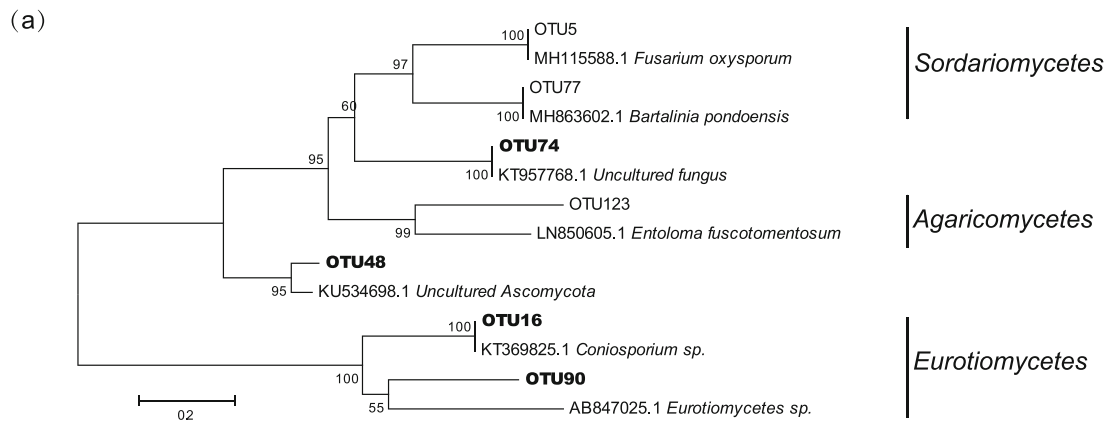 (a)
100
OTU5
MH115588.1 Fusarium oxysporum
Sordariomycetes
97
OTU77
100
MH863602.1 Bartalinia pondoensis
60
OTU74
100
KT957768.1 Uncultured fungus
95
OTU123
Agaricomycetes
99
LN850605.1 Entoloma fuscotomentosum
OTU48
95
KU534698.1 Uncultured Ascomycota
100
OTU16
KT369825.1 Coniosporium sp.
Eurotiomycetes
100
OTU90
55
AB847025.1 Eurotiomycetes sp.
02